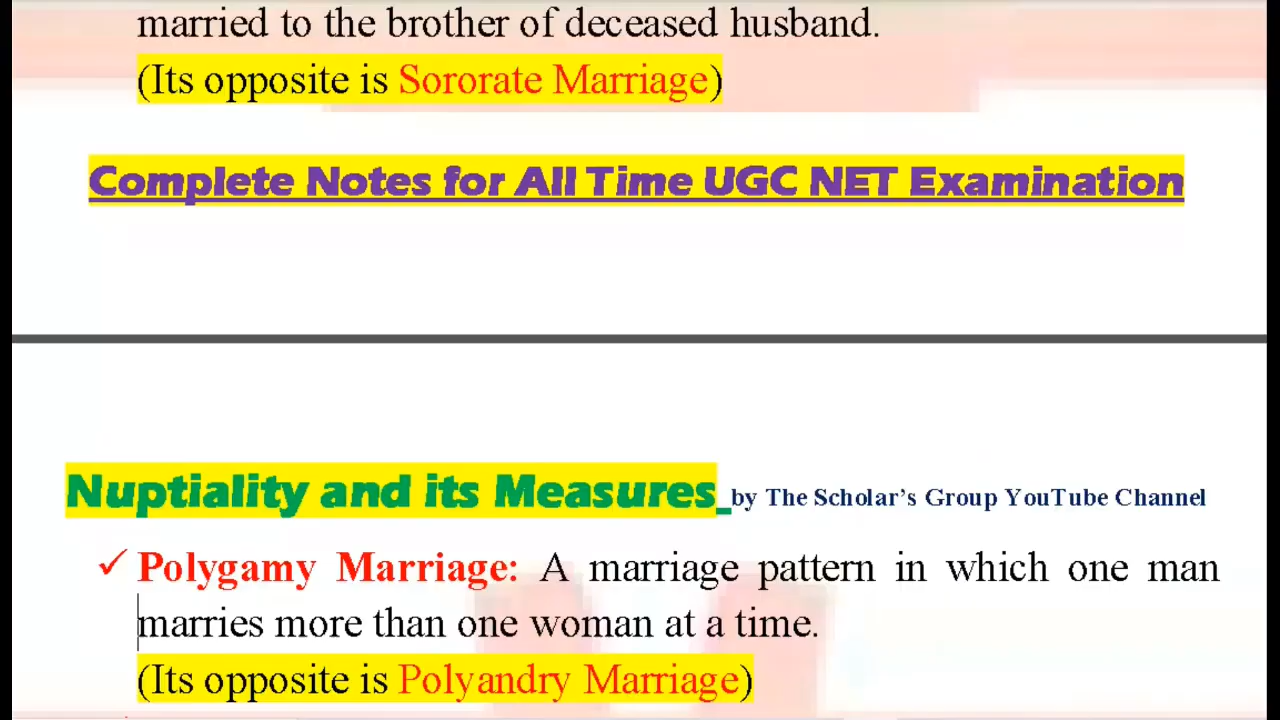 married to the brother of deceased husband.
(Its opposite is Sororate Marriage)
Complete Notes for All Time UGC NET Examination
Nuptiality and its Measures by The Scholar’s Group YouTube Channel
✓ Polygamy Marriage: A marriage pattern in which one man
marries more than one woman at a time.
(Its opposite is Polyandry Marriage)